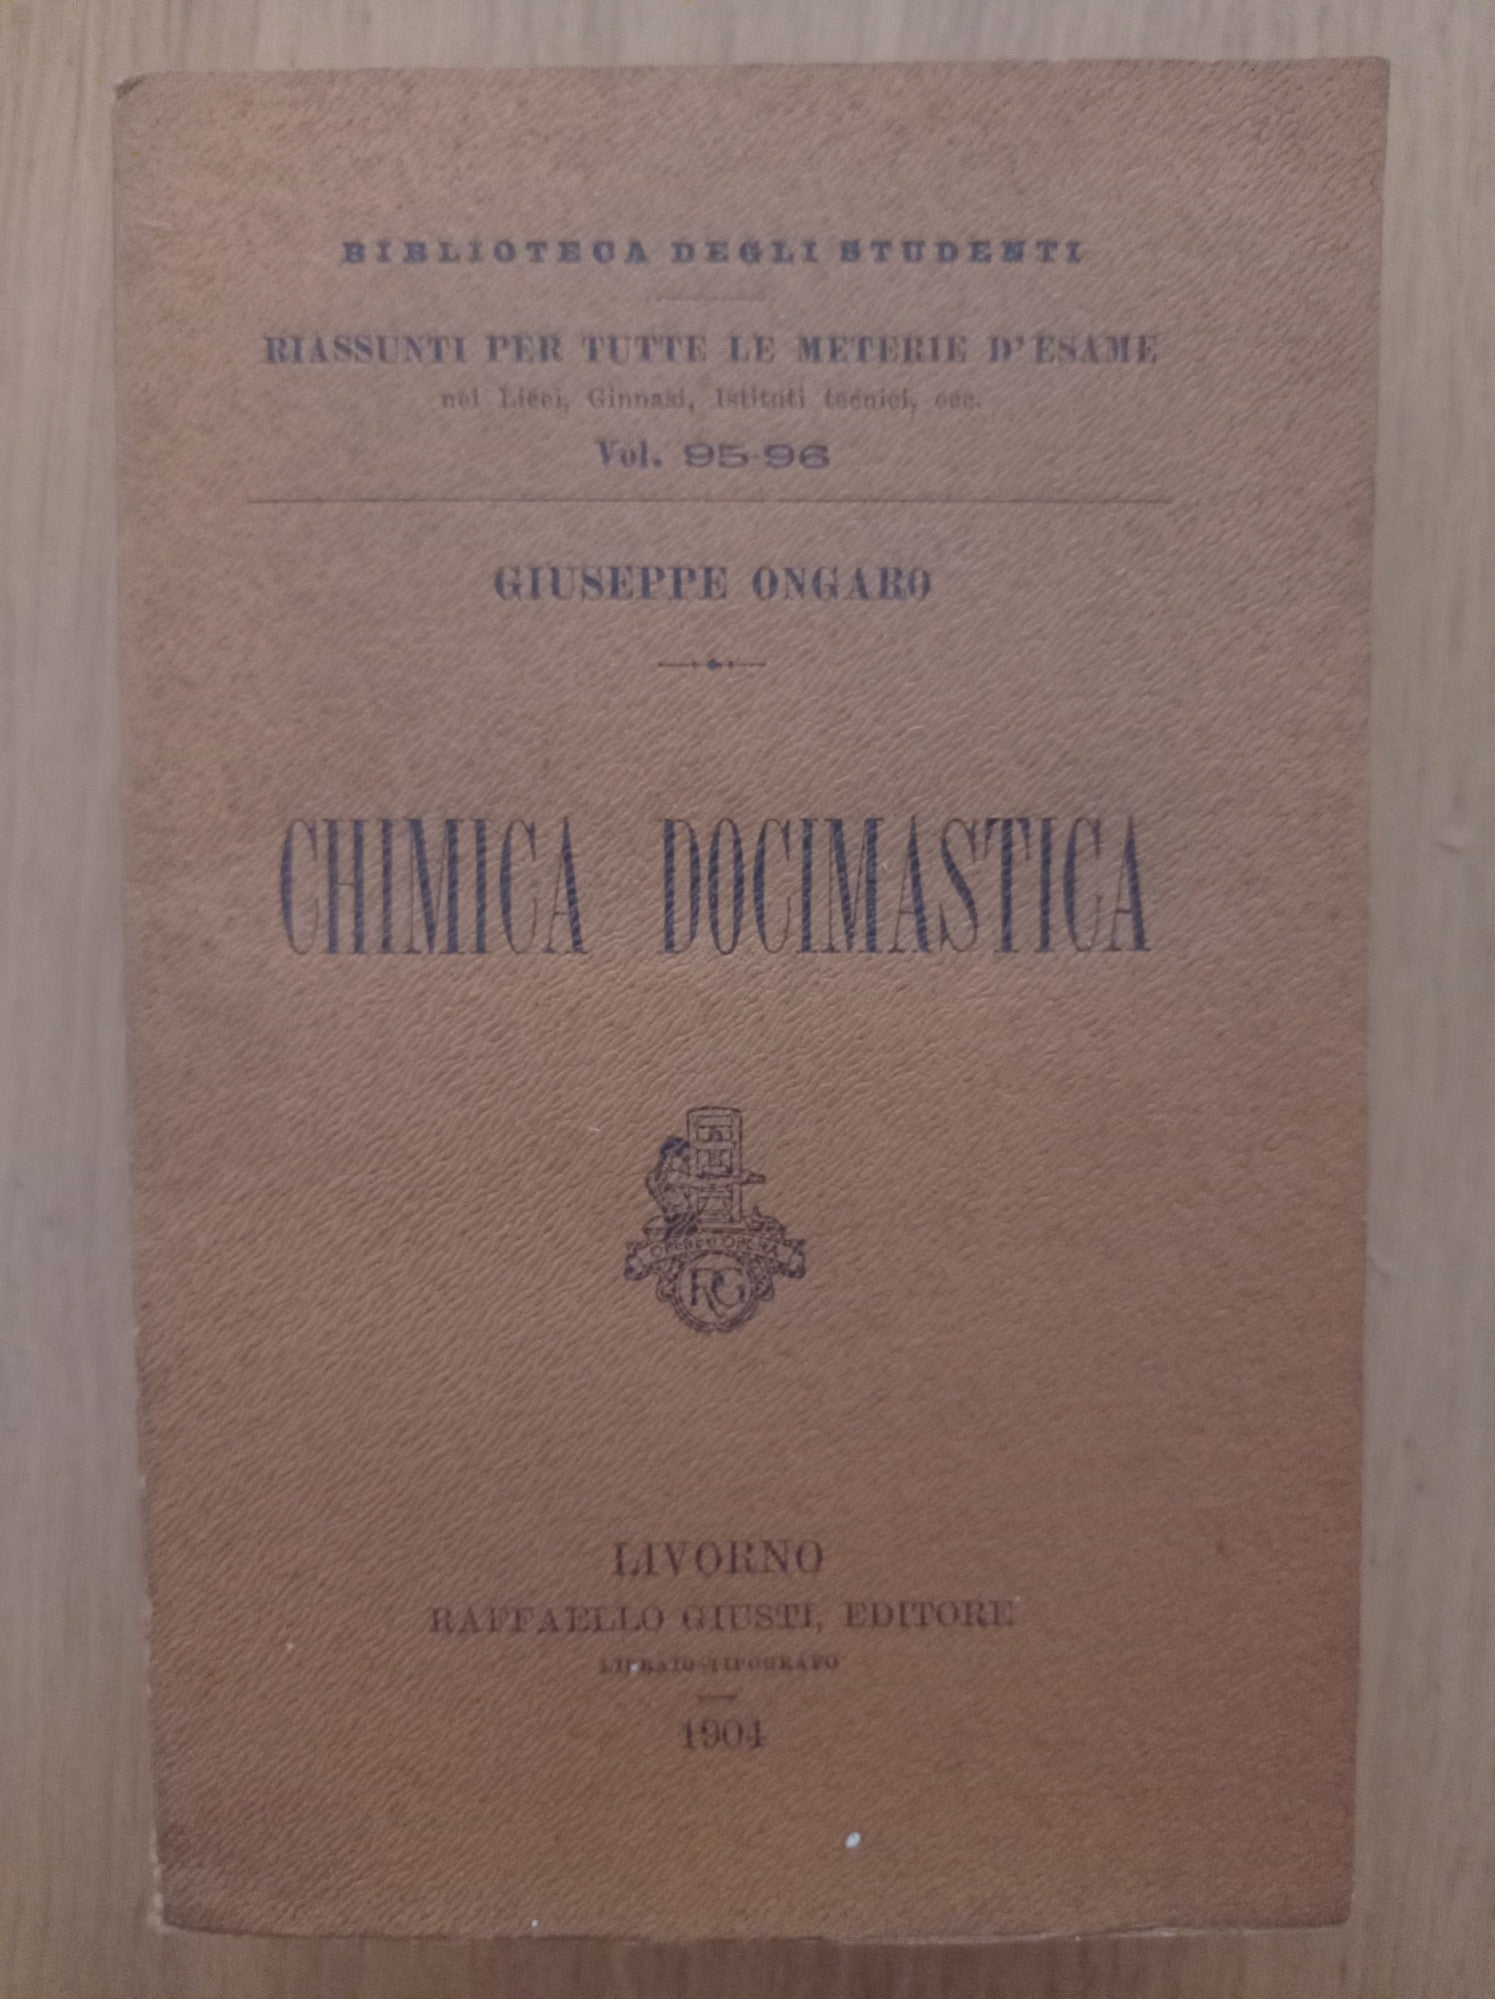 BIBLIOTECA DEGLI STUDENTI
RIASSUNTI PER TUTTE LE METERIE D'ESAME
nei Licei, Ginnasi, Istituti tecnici, ecc.
Vol. 95-96
GIUSEPPE ONGARO
CHIMICA DOCIMASTICA
RG
LIVORNO
RAFFAELLO GIUSTI, EDITORE
LIBRAIO-TIPOGRAFO
1904